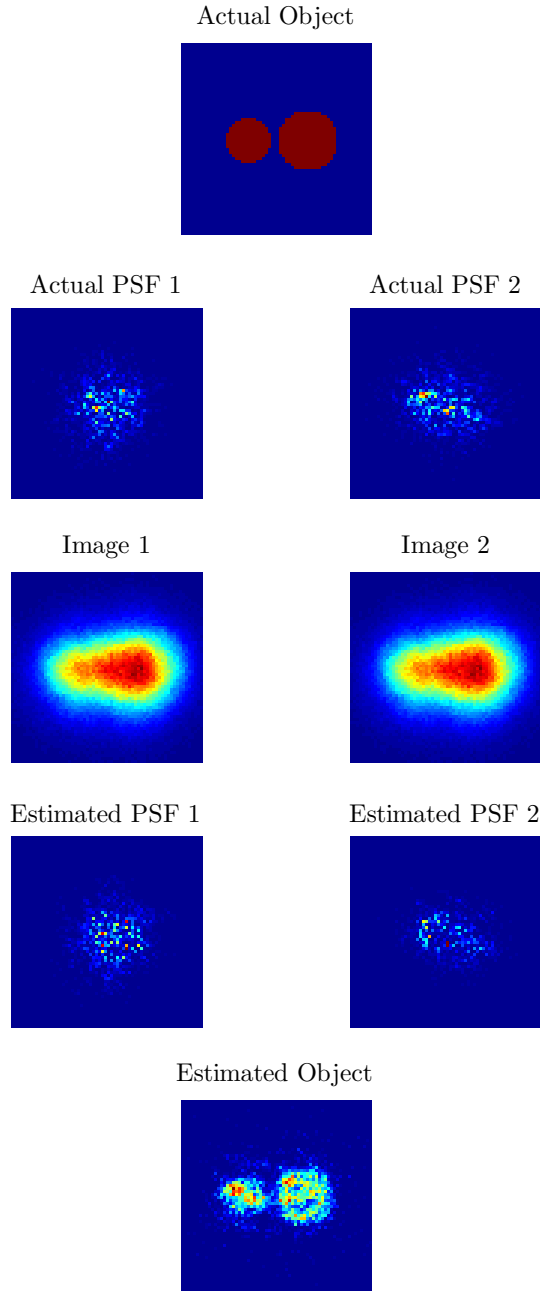 Actual Object
Actual PSF 1
Actual PSF 2
Image 1
Image 2
Estimated PSF 1
Estimated PSF 2
Estimated Object